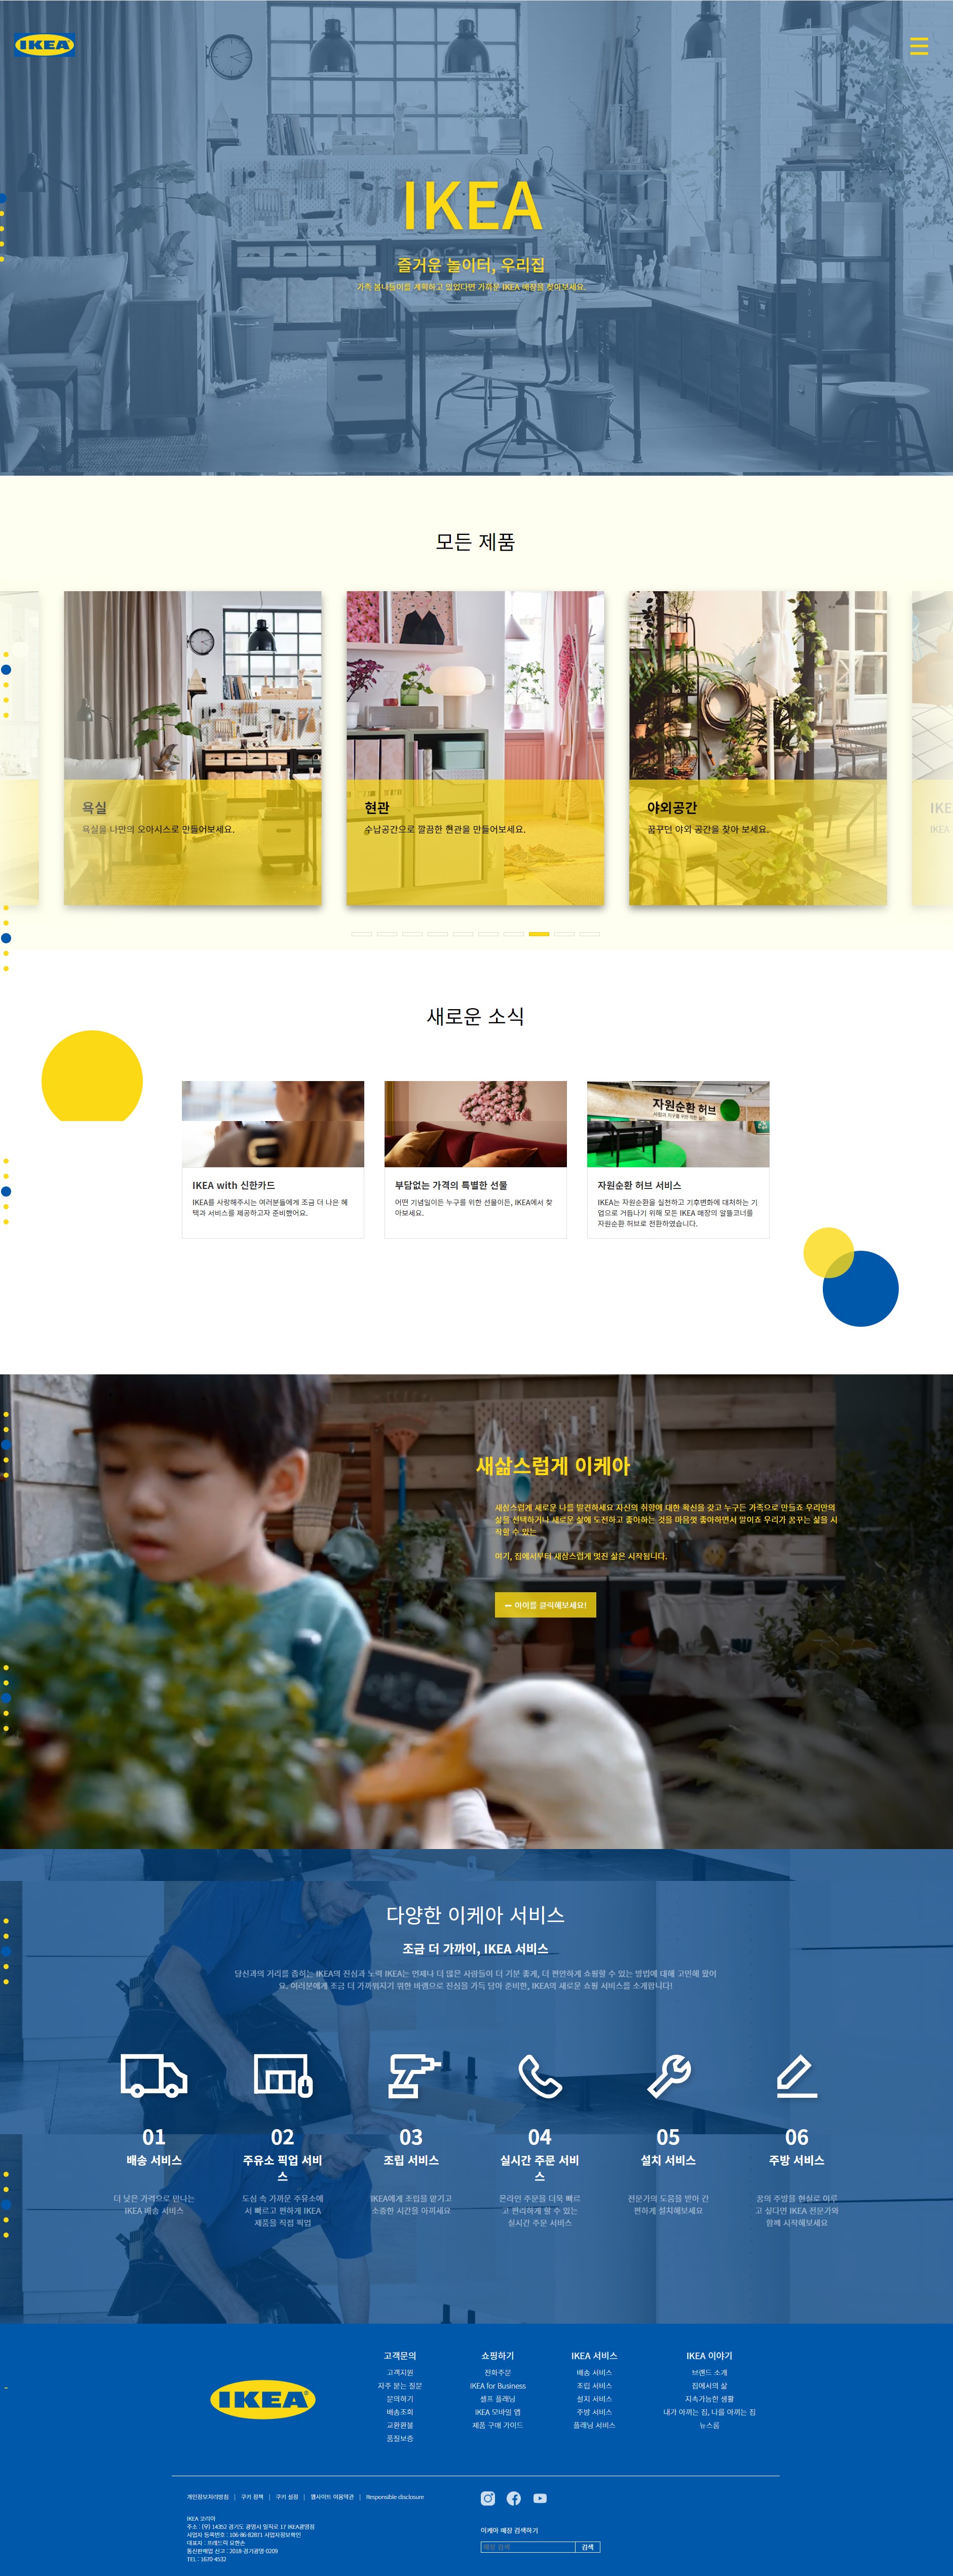 IKEA
IKEA
즐거운 놀이터, 우리집
가족 봄나들이를 계획하고 있었다면 가까운 IKEA 매장을 찾아보세요.
모든 제품
욕실
욕실을 나만의 오아시스로 만들어보세요.
현관
수납공간으로 깔끔한 현관을 만들어보세요.
야외공간
꿈꾸던 야외 공간을 찾아 보세요.
IKE
IKEA
새로운 소식
자원순환 허브
IKEA with 신한카드
IKEA를 사랑해주시는 여러분들에게 조금 더 나은 혜
택과 서비스를 제공하고자 준비했어요.
부담없는 가격의 특별한 선물
어떤 기념일이든 누구를 위한 선물이든, IKEA에서 찾
아보세요.
자원순환 허브 서비스
IKEA는 자원순환을 실천하고 기후변화에 대처하는 기
업으로 거듭나기 위해 모든 IKEA 매장의 알뜰코너를
자원순환 허브로 전환하였습니다.
새삶스럽게 이케아
새삼스럽게 새로운 나를 발견하세요 자신의 취향에 대한 확신을 갖고 누구든 가족으로 만들죠 우리만의
삶을 선택하거나 새로운 삶에 도전하고 좋아하는 것을 마음껏 좋아하면서 말이죠 우리가 꿈꾸는 삶을 시
작할 수 있는
여기, 집에서부터 새삼스럽게 멋진 삶은 시작됩니다.
아이를 클릭해보세요!
다양한 이케아 서비스
조금 더 가까이, IKEA 서비스
당신과의 거리를 좁히는 IKEA의 진심과 노력 IKEA는 언제나 더 많은 사람들이 더 기분 좋게, 더 편안하게 쇼핑할 수 있는 방법에 대해 고민해 왔어
요. 여러분에게 조금 더 가까워지기 위한 바램으로 진심을 가득 담아 준비한, IKEA의 새로운 쇼핑 서비스를 소개합니다!
01
배송 서비스
더 낮은 가격으로 만나는
IKEA 배송 서비스
02
주유소 픽업 서비
스
도심 속 가까운 주유소에
서 빠르고 편하게 IKEA
제품을 직접 픽업
03
조립 서비스
IKEA에게 조립을 맡기고
소중한 시간을 아끼세요
04
실시간 주문 서비
스
온라인 주문을 더욱 빠르
고 편리하게 할 수 있는
실시간 주문 서비스
05
설치 서비스
전문가의 도움을 받아 간
편하게 설치해보세요
06
주방 서비스
꿈의 주방을 현실로 이루
고 싶다면 IKEA 전문가와
함께 시작해보세요
IKEA
고객문의
고객지원
자주 묻는 질문
문의하기
배송조회
교환환불
품질보증
쇼핑하기
전화주문
IKEA for Business
셀프 플래닝
IKEA 모바일 앱
제품 구매 가이드
IKEA 서비스
배송 서비스
조립 서비스
설치 서비스
주방 서비스
플래닝 서비스
IKEA 이야기
브랜드 소개
집에서의 삶
지속가능한 생활
내가 아끼는 집, 나를 아끼는 집
뉴스룸
개인정보처리방침 | 쿠키 정책 | 쿠키 설정 | 웹사이트 이용약관 | Responsible disclosure
IKEA 코리아
주소 : (우) 14352 경기도 광명시 일직로 17 IKEA광명점
사업자 등록번호 : 106-86-82871 사업자정보확인
대표자 : 프레드릭 요한손
통신판매업 신고 : 2018-경기광명-0209
TEL : 1670-4532
이케아 매장 검색하기
매장 검색
검색